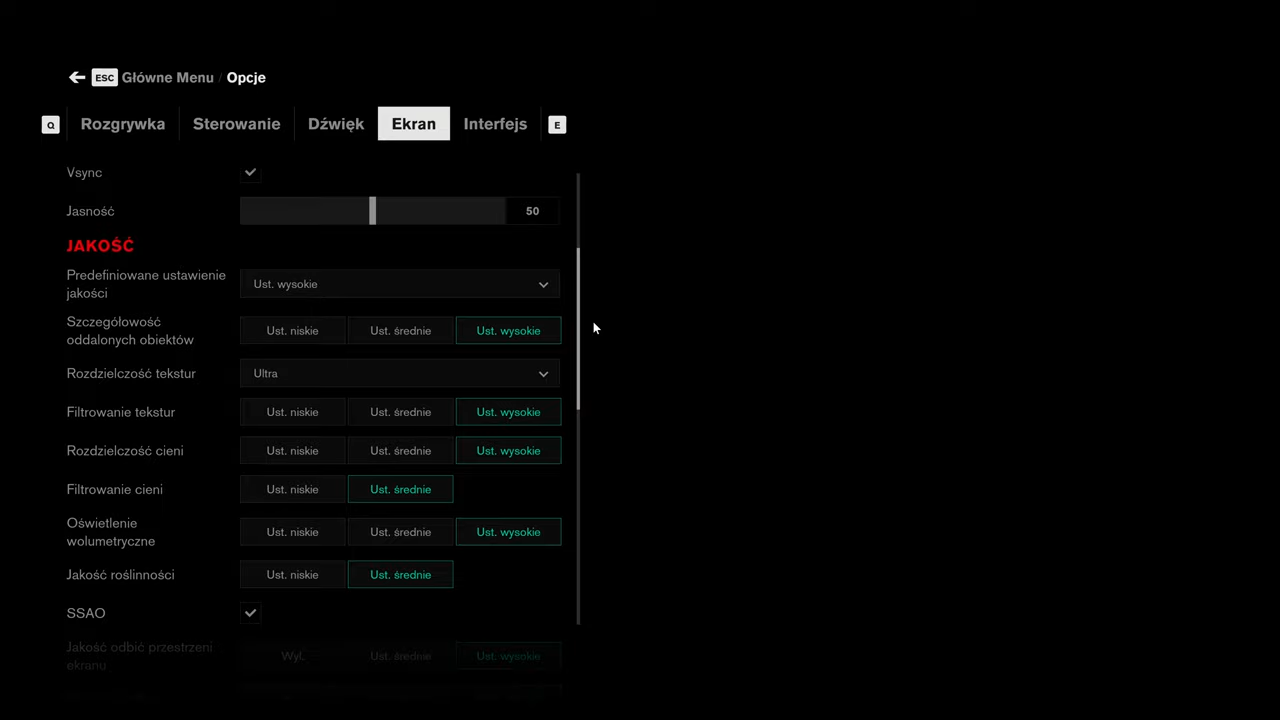 ESC Główne Menu / Opcje
Q Rozgrywka Sterowanie Dźwięk Ekran Interfejs E
Vsync
Jasność 50
JAKOŚĆ
Predefiniowane ustawienie
jakości
Ust. wysokie
Szczegółowość
oddalonych obiektów
Ust. niskie Ust. średnie Ust. wysokie
Rozdzielczość tekstur Ultra
Filtrowanie tekstur Ust. niskie Ust. średnie Ust. wysokie
Rozdzielczość cieni Ust. niskie Ust. średnie Ust. wysokie
Filtrowanie cieni Ust. niskie Ust. średnie
Oświetlenie
wolumetryczne
Ust. niskie Ust. średnie Ust. wysokie
Jakość roślinności Ust. niskie Ust. średnie
SSAO
Jakość odbić przestrzeni
ekranu
Wył. Ust. średnie Ust. wysokie